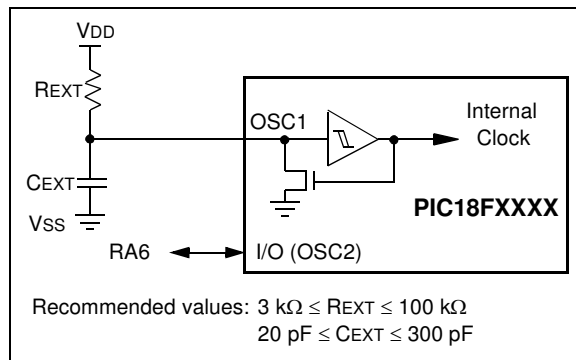 VDD
REXT
OSC1
Internal
Clock
CEXT
PIC18FXXXX
VSS
RA6
I/O (OSC2)
Recommended values: 3 kΩ ≤ REXT ≤ 100 kΩ
20 pF ≤ CEXT ≤ 300 pF